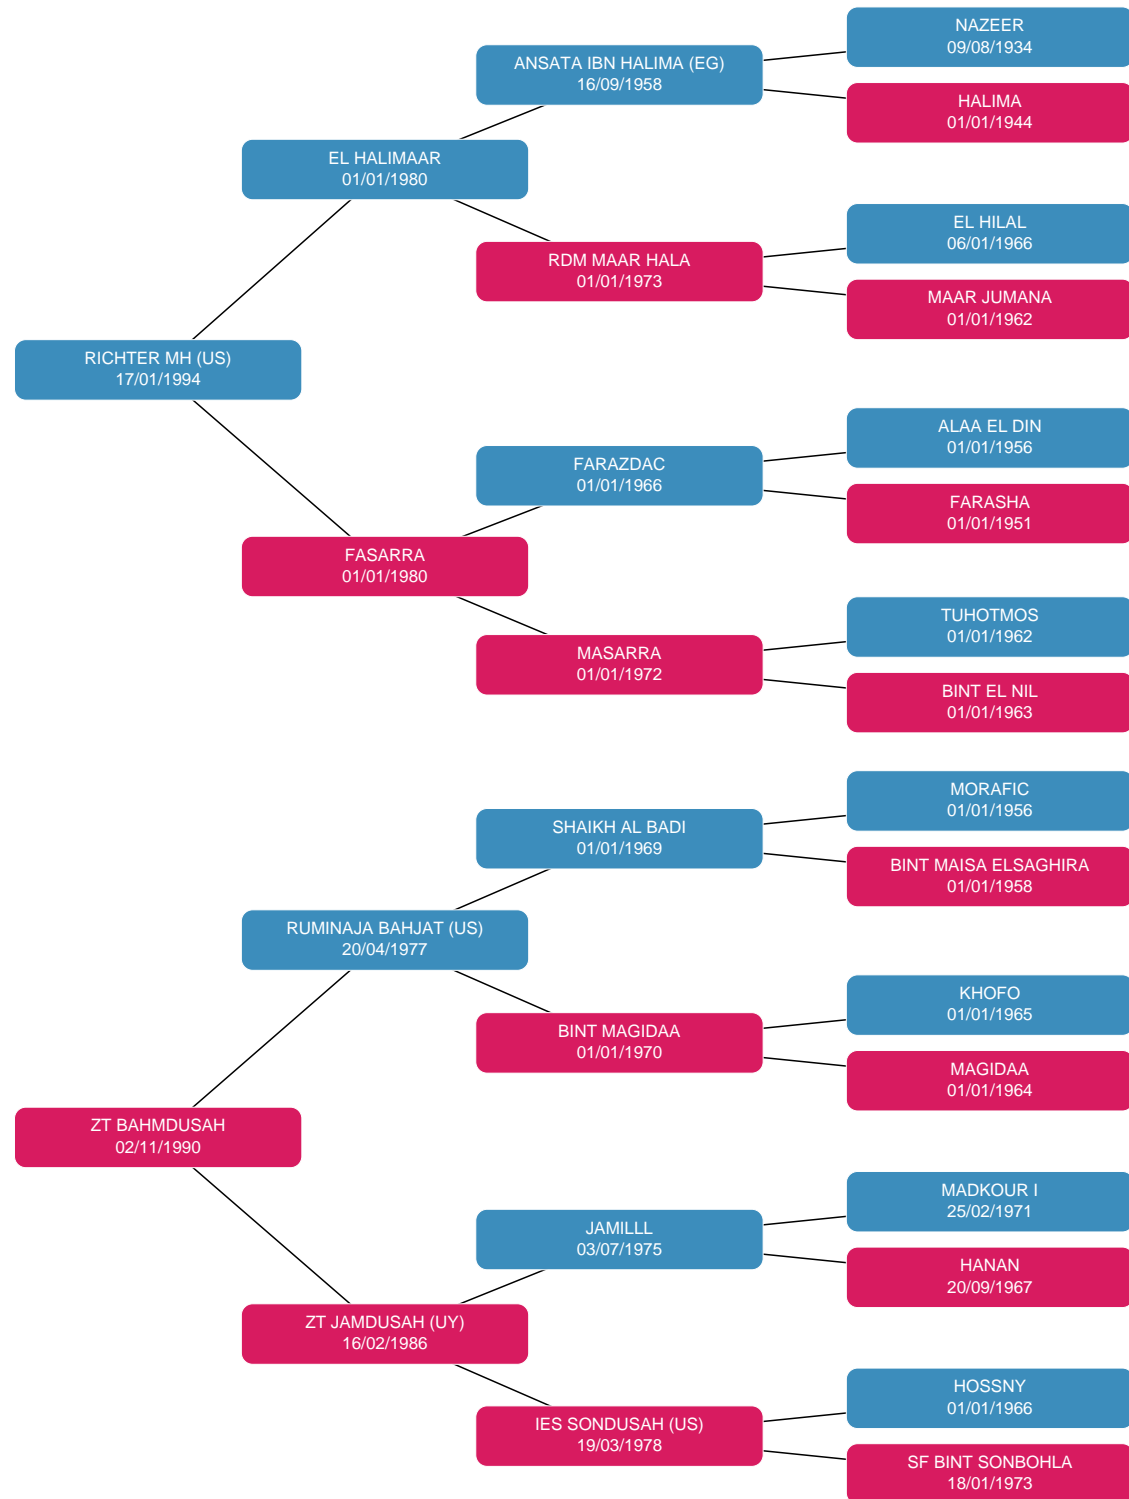 NAZEER
09/08/1934
ANSATA IBN HALIMA (EG)
16/09/1958
HALIMA
01/01/1944
EL HALIMAAR
01/01/1980
EL HILAL
06/01/1966
RDM MAAR HALA
01/01/1973
MAAR JUMANA
01/01/1962
RICHTER MH (US)
17/01/1994
ALAA EL DIN
01/01/1956
FARAZDAC
01/01/1966
FARASHA
01/01/1951
FASARRA
01/01/1980
TUHOTMOS
01/01/1962
MASARRA
01/01/1972
BINT EL NIL
01/01/1963
MORAFIC
01/01/1956
SHAIKH AL BADI
01/01/1969
BINT MAISA ELSAGHIRA
01/01/1958
RUMINAJA BAHJAT (US)
20/04/1977
KHOFO
01/01/1965
BINT MAGIDAA
01/01/1970
MAGIDAA
01/01/1964
ZT BAHMDUSAH
02/11/1990
MADKOUR I
25/02/1971
JAMILLL
03/07/1975
HANAN
20/09/1967
ZT JAMDUSAH (UY)
16/02/1986
HOSSNY
01/01/1966
IES SONDUSAH (US)
19/03/1978
SF BINT SONBOHLA
18/01/1973